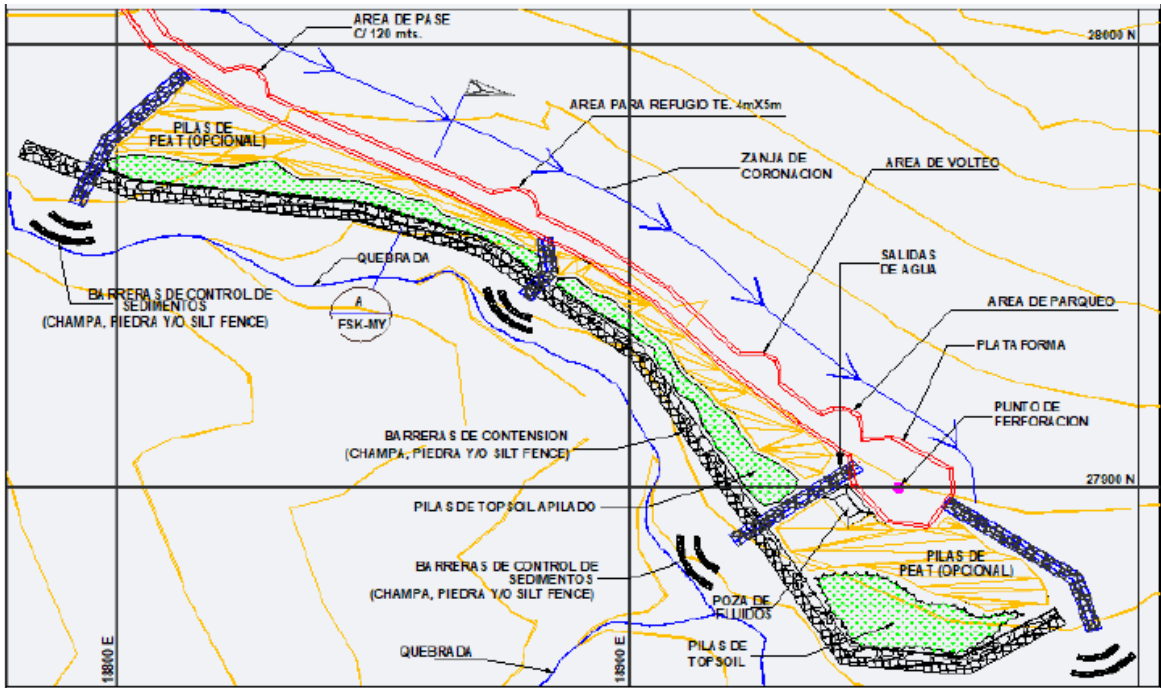 AREA DE PASE
C/ 120 mts.
28000 N
AREA PARA REFUGIO TE. 4mX5m
PILAS DE
PEAT (OPCIONAL)
ZANJA DE
CORONACION
AREA DE VOLTEO
QUEBRADA
SALIDAS
DE AGUA
BARRERAS DE CONTROL DE
SEDIMENTOS
(CHAMPA, PIEDRA Y/O SILT FENCE)
A
FSK-MY
AREA DE PARQUEO
PLATAFORMA
PUNTO DE
PERFORACION
BARRERAS DE CONTENSION
(CHAMPA, PIEDRA Y/O SILT FENCE)
27900 N
PILAS DE TOPSOIL APILADO
BARRERAS DE CONTROL DE
SEDIMENTOS
(CHAMPA, PIEDRA Y/O SILT FENCE)
PILAS DE
PEAT (OPCIONAL)
POZA DE
FLUIDOS
QUEBRADA
PILAS DE
TOPSOIL
18800 E
18900 E